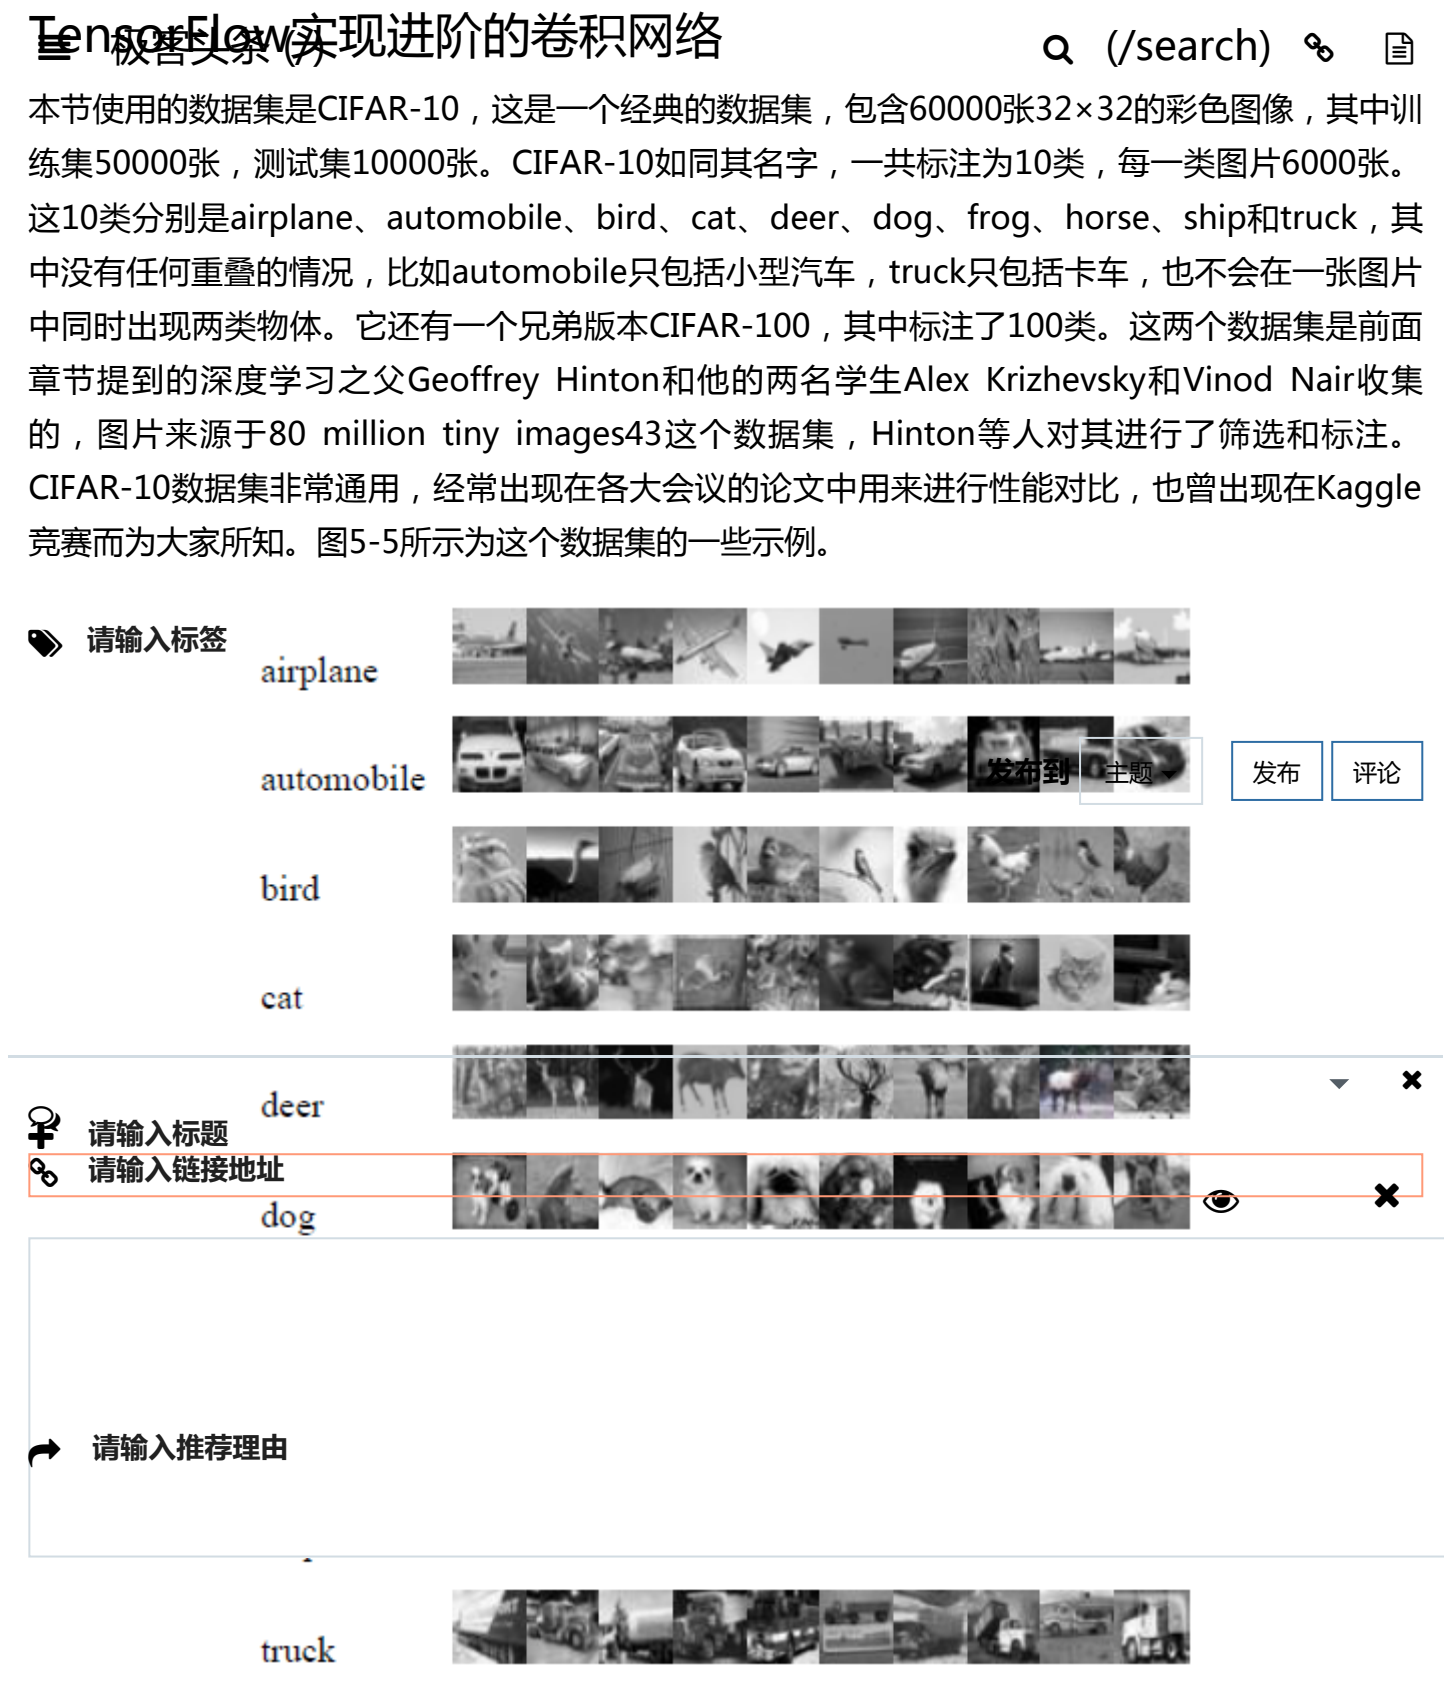 TensorFlow实现进阶的卷积网络
极客头条 (/)
(/search)
本节使用的数据集是CIFAR-10，这是一个经典的数据集，包含60000张32×32的彩色图像，其中训
练集50000张，测试集10000张。CIFAR-10如同其名字，一共标注为10类，每一类图片6000张。
这10类分别是airplane、automobile、bird、cat、deer、dog、frog、horse、ship和truck，其
中没有任何重叠的情况，比如automobile只包括小型汽车，truck只包括卡车，也不会在一张图片
中同时出现两类物体。它还有一个兄弟版本CIFAR-100，其中标注了100类。这两个数据集是前面
章节提到的深度学习之父Geoffrey Hinton和他的两名学生Alex Krizhevsky和Vinod Nair收集
的，图片来源于80 million tiny images43这个数据集，Hinton等人对其进行了筛选和标注。
CIFAR-10数据集非常通用，经常出现在各大会议的论文中用来进行性能对比，也曾出现在Kaggle
竞赛而为大家所知。图5-5所示为这个数据集的一些示例。
请输入标签
airplane
automobile
发布到 主题 发布 评论
bird
cat
deer
请输入标题
请输入链接地址
dog
请输入推荐理由
truck